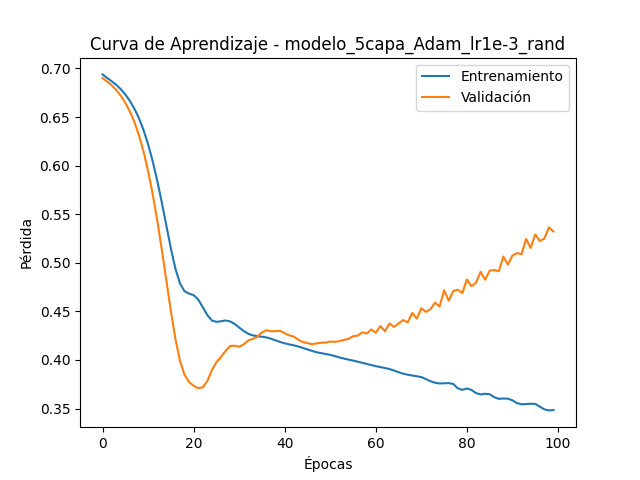 Curva de Aprendizaje - modelo_5capa_Adam_lr1e-3_rand
Entrenamiento
Validación
Pérdida
0.70
0.65
0.60
0.55
0.50
0.45
0.40
0.35
0 20 40 60 80 100
Épocas